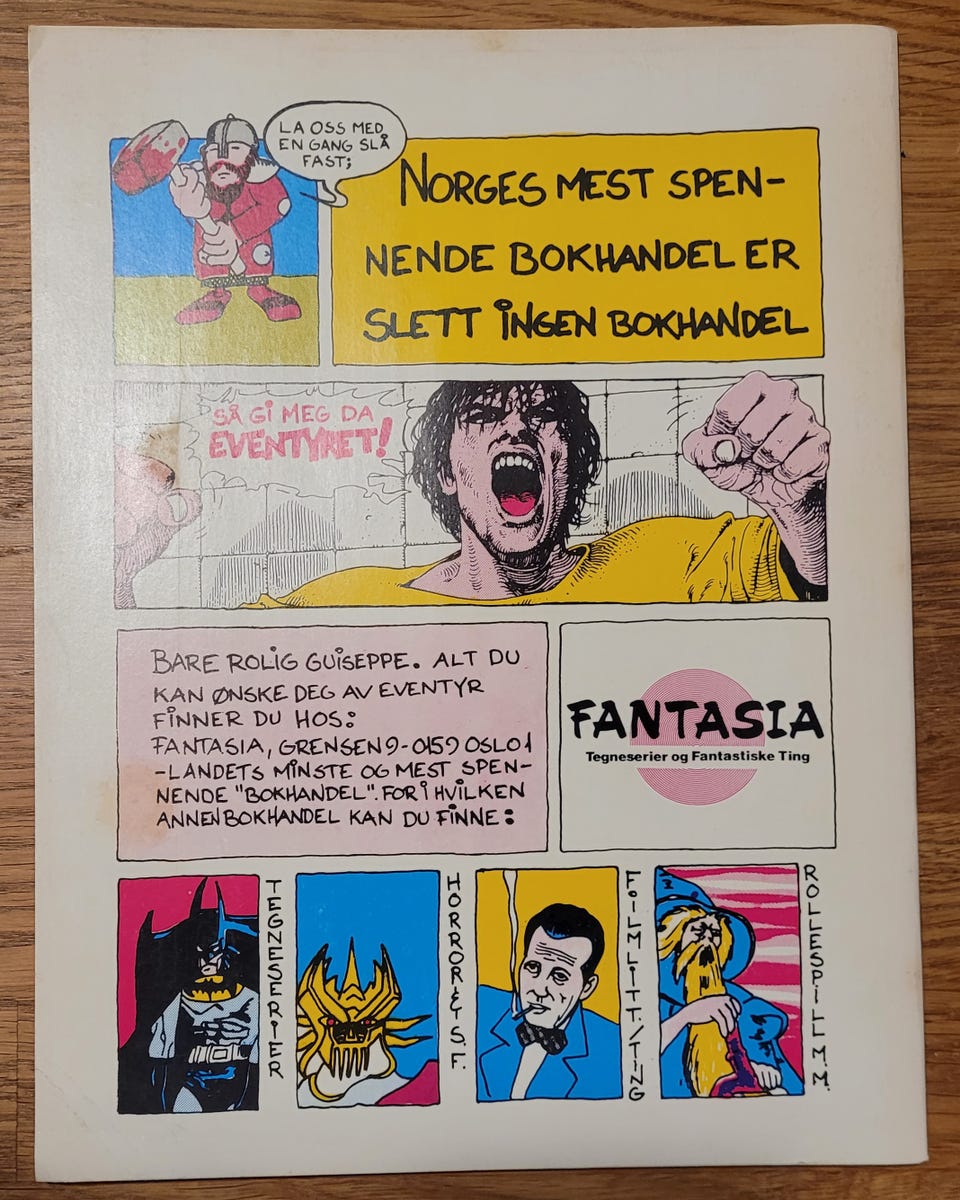 LA OSS MED
EN GANG SLÅ
FAST;
NORGES MEST SPEN-
NENDE BOKHANDEL ER
SLETT INGEN BOKHANDEL
SÅ GI MEG DA
EVENTYRET!
BARE ROLIG GUISEPPE. ALT DU
KAN ØNSKE DEG AV EVENTYR
FINNER DU HOS:
FANTASIA, GRENSEN 9-0159 OSLO 1
-LANDETS MINSTE OG MEST SPEN-
NENDE "BOKHANDEL". FOR I HVILKEN
ANNEN BOKHANDEL KAN DU FINNE:
FANTASIA
Tegneserier og Fantastiske Ting
TEGNESERIER
HORROR & S.F.
FILMLITT./TING
ROLLESPILL M.M.